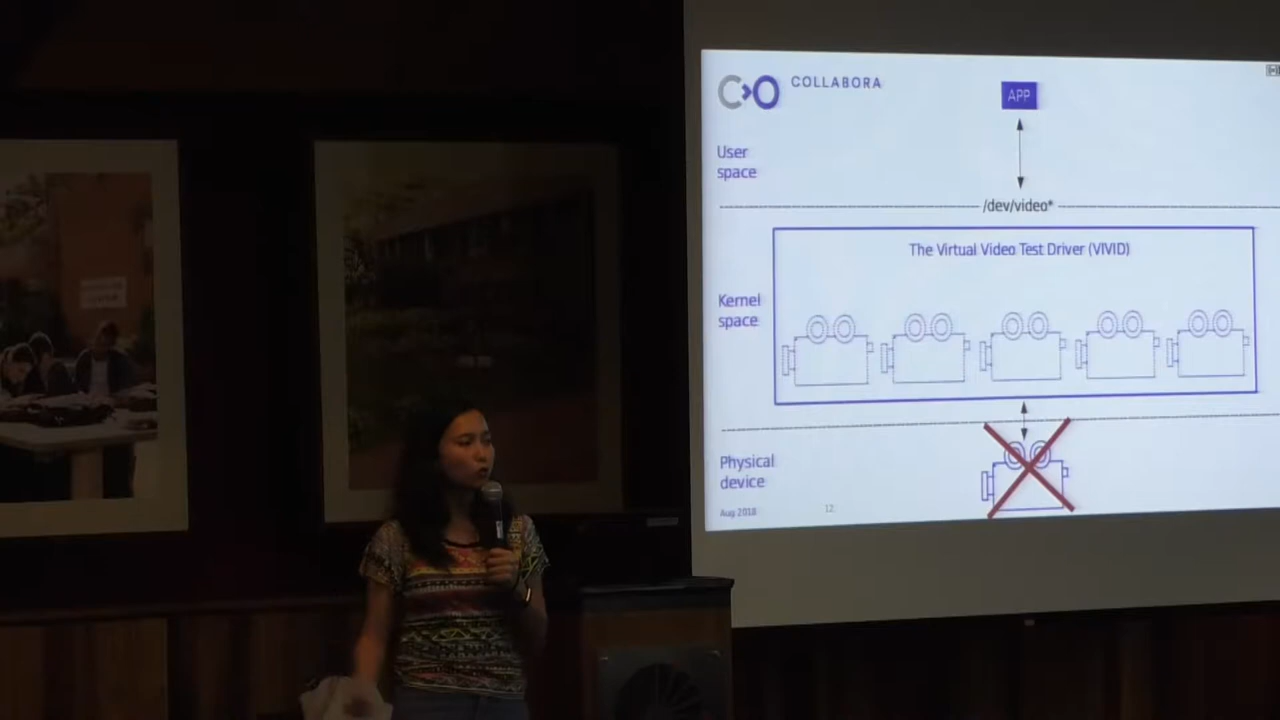 COLLABORA
APP
User
space
/dev/video*
The Virtual Video Test Driver (VIVID)
Kernel
space
Physical
device
Aug 2018
12